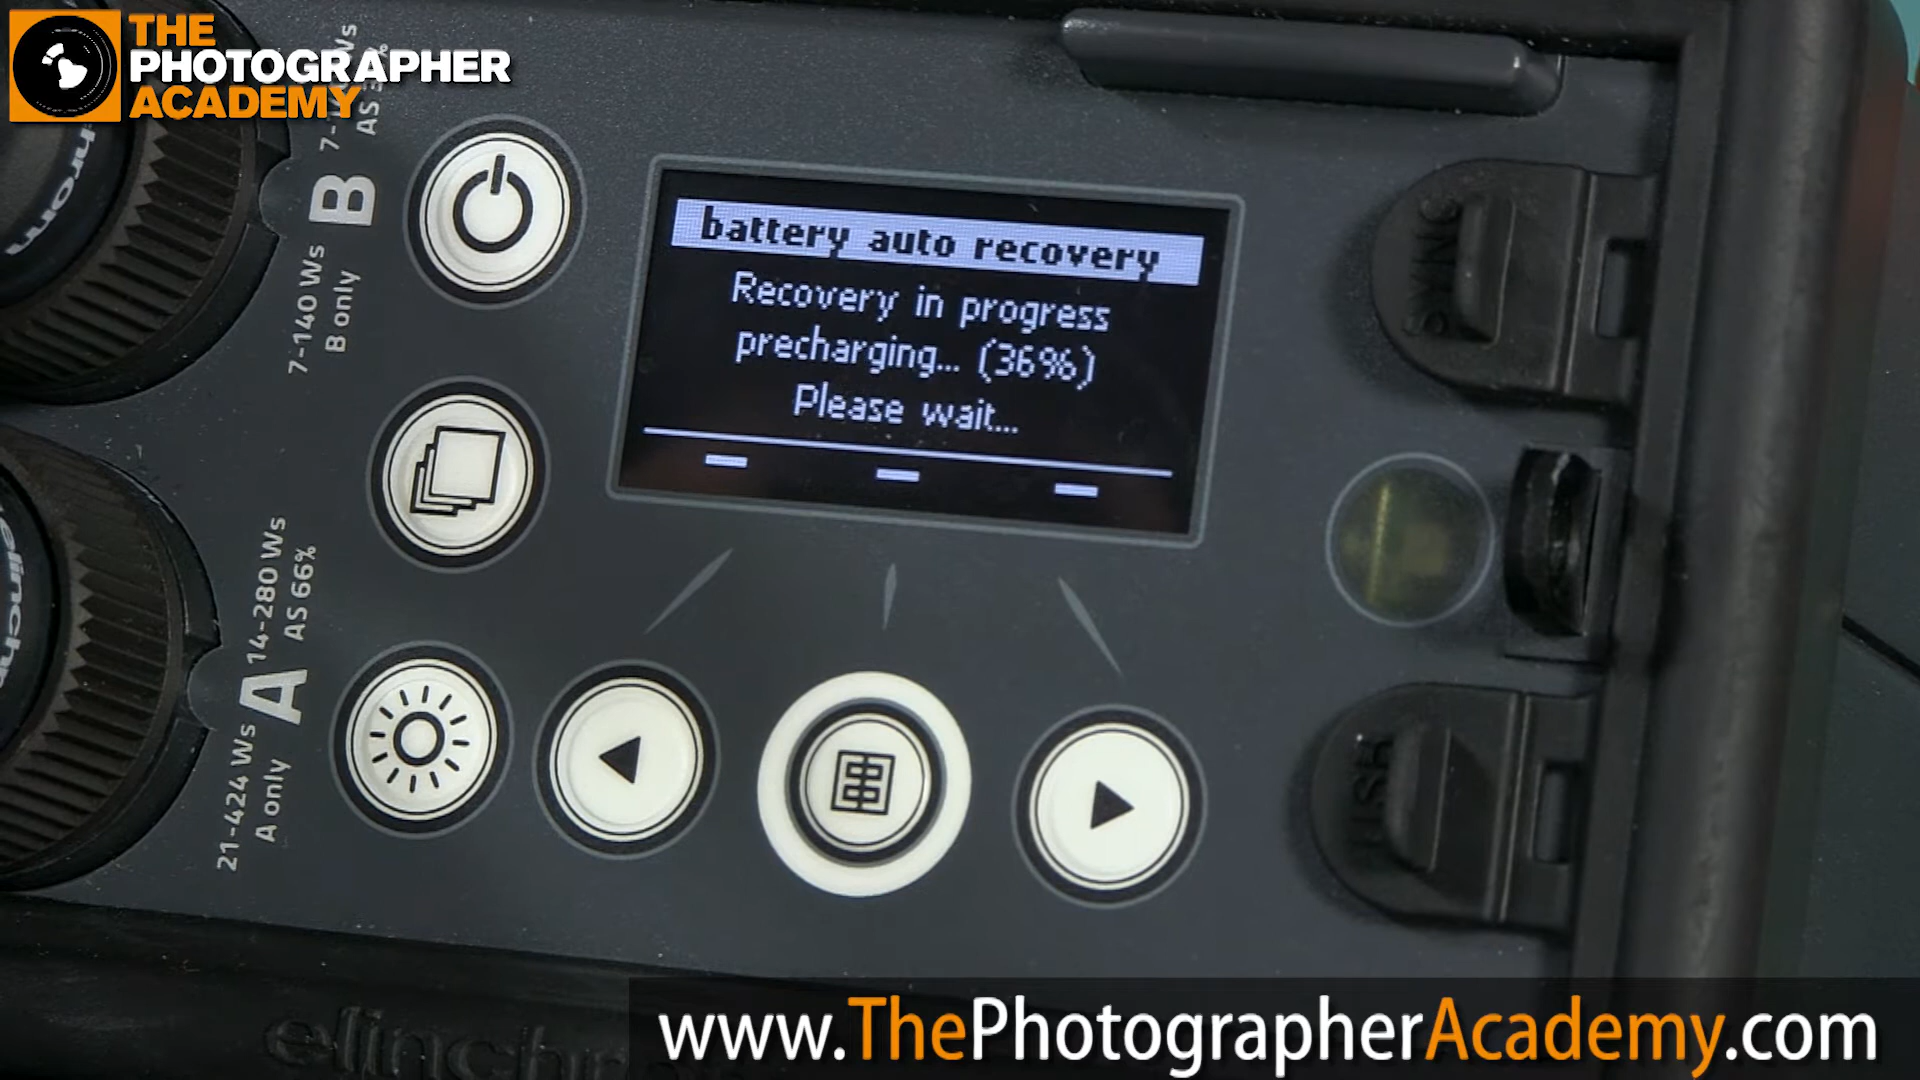 THE
PHOTOGRAPHER
ACADEMY
B
7-140 Ws
B only
battery auto recovery
Recovery in progress
precharging... (36%)
Please wait...
SYNC
14-280 Ws
AS 66%
A
21-424 Ws
A only
USB
elinchr
www.ThePhotographerAcademy.com